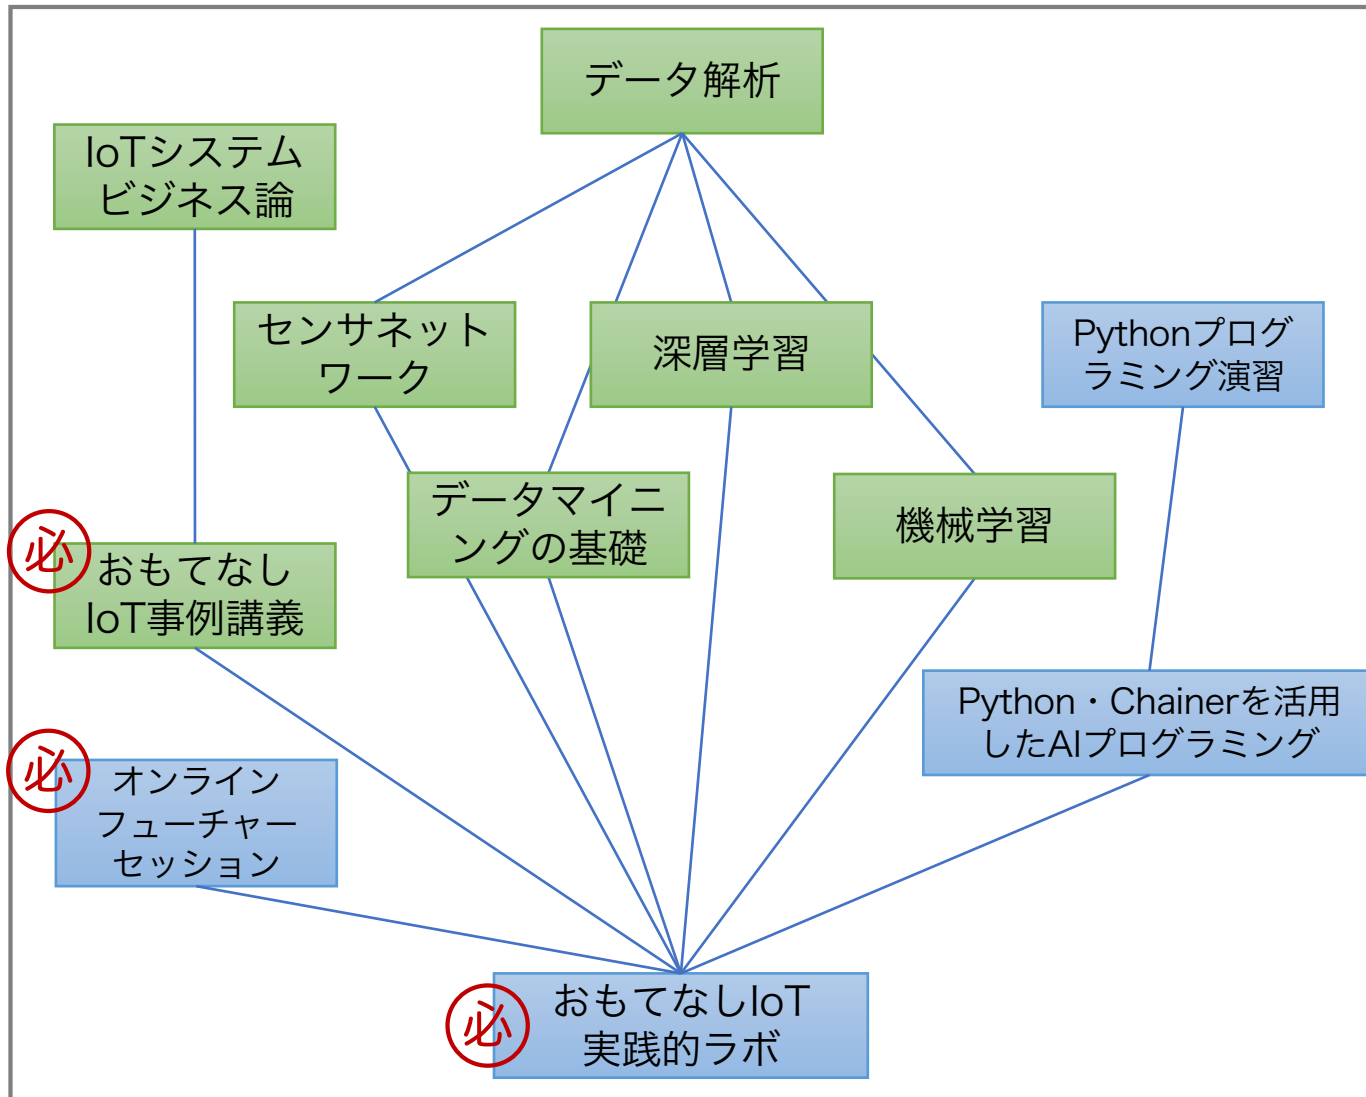 データ解析
IoTシステム
ビジネス論
センサネット
ワーク
深層学習
Pythonプログ
ラミング演習
データマイニ
ングの基礎
機械学習
必
おもてなし
IoT事例講義
Python・Chainerを活用
したAIプログラミング
必
オンライン
フューチャー
セッション
必
おもてなしIoT
実践的ラボ